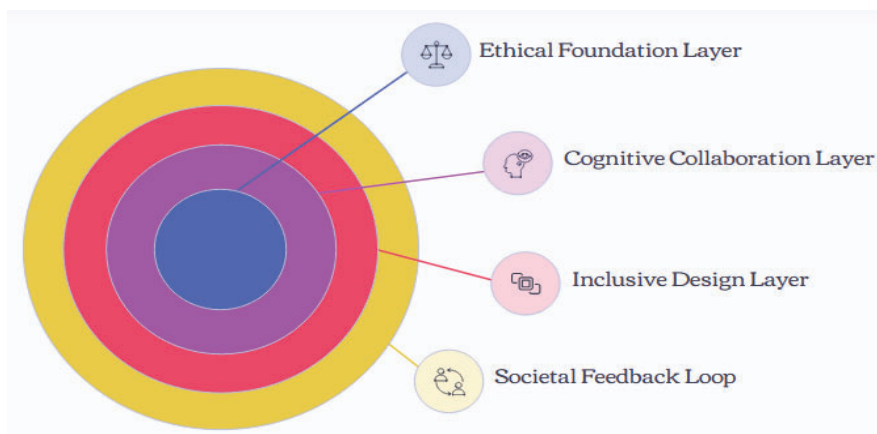 Ethical Foundation Layer
Cognitive Collaboration Layer
Inclusive Design Layer
Societal Feedback Loop